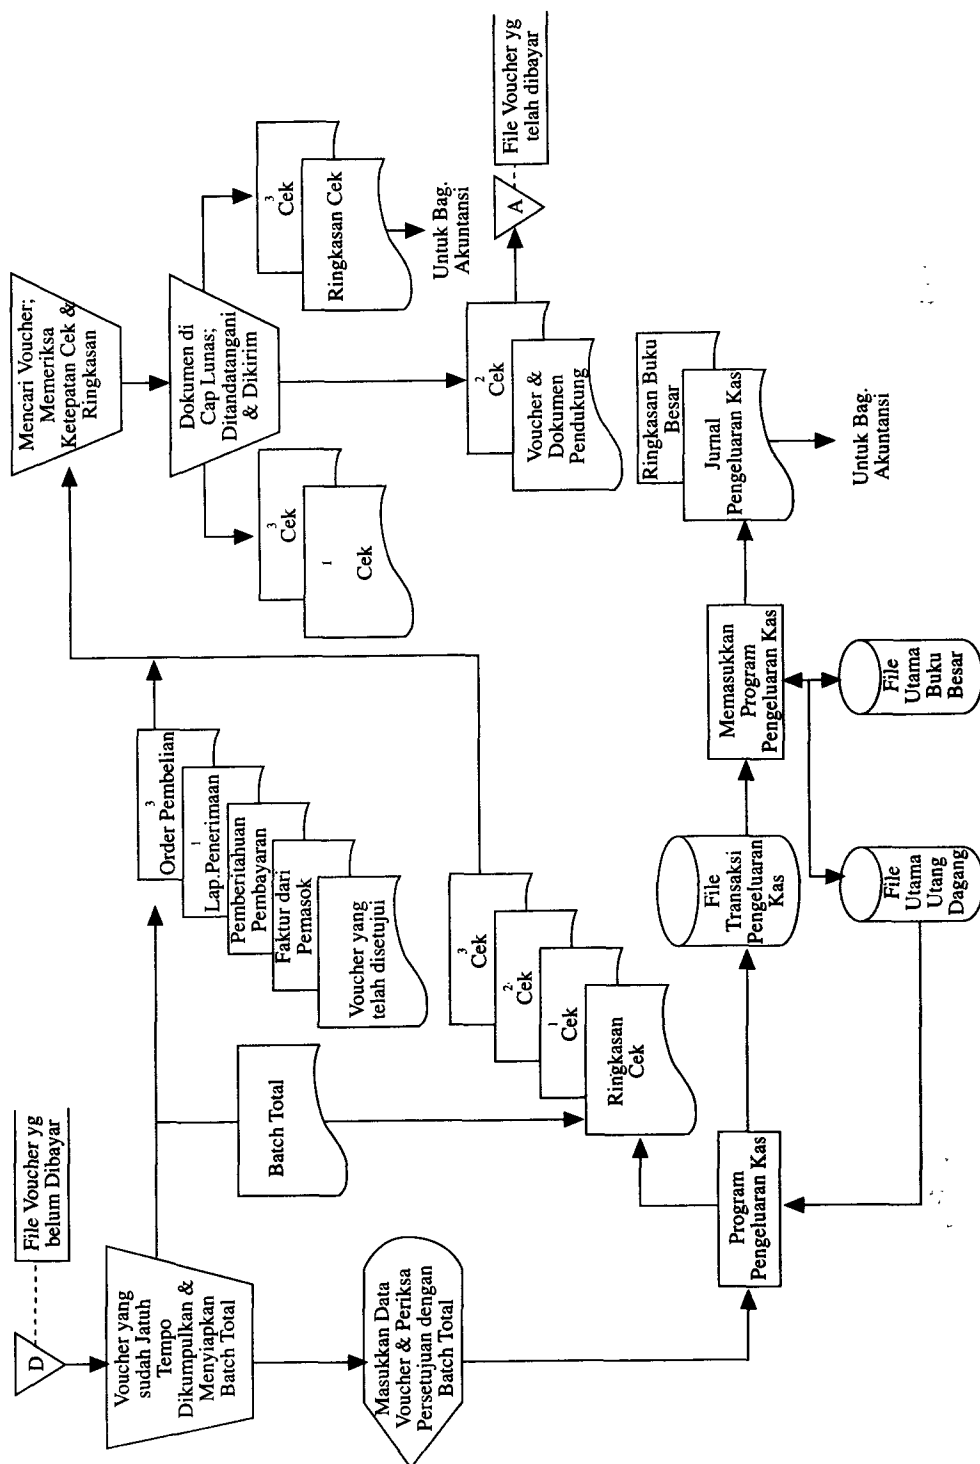 D
File Voucher yg
belum Dibayar
Voucher yang
sudah Jatuh
Tempo
Dikumpulkan &
Menyiapkan
Batch Total
Masukkan Data
Voucher & Periksa
Persetujuan dengan
Batch Total
Batch Total
3
Order Pembelian
1
Lap.Penerimaan
Pemberitahuan
Pembayaran
Faktur dari
Pemasok
Voucher yang
telah disetujui
3
Cek
2
Cek
1
Cek
Ringkasan
Cek
Program
Pengeluaran Kas
File
Transaksi
Pengeluaran
Kas
File
Utama
Utang
Dagang
Memasukkan
Program
Pengeluaran Kas
File
Utama
Buku
Besar
Ringkasan Buku
Besar
Jurnal
Pengeluaran Kas
Untuk Bag.
Akuntansi
Mencari Voucher;
Memeriksa
Ketepatan Cek &
Ringkasan
Dokumen di
Cap Lunas;
Ditandatangani
& Dikirim
3
Cek
1
Cek
3
Cek
Ringkasan Cek
Untuk Bag.
Akuntansi
2
Cek
Voucher &
Dokumen
Pendukung
A
File Voucher yg
telah dibayar